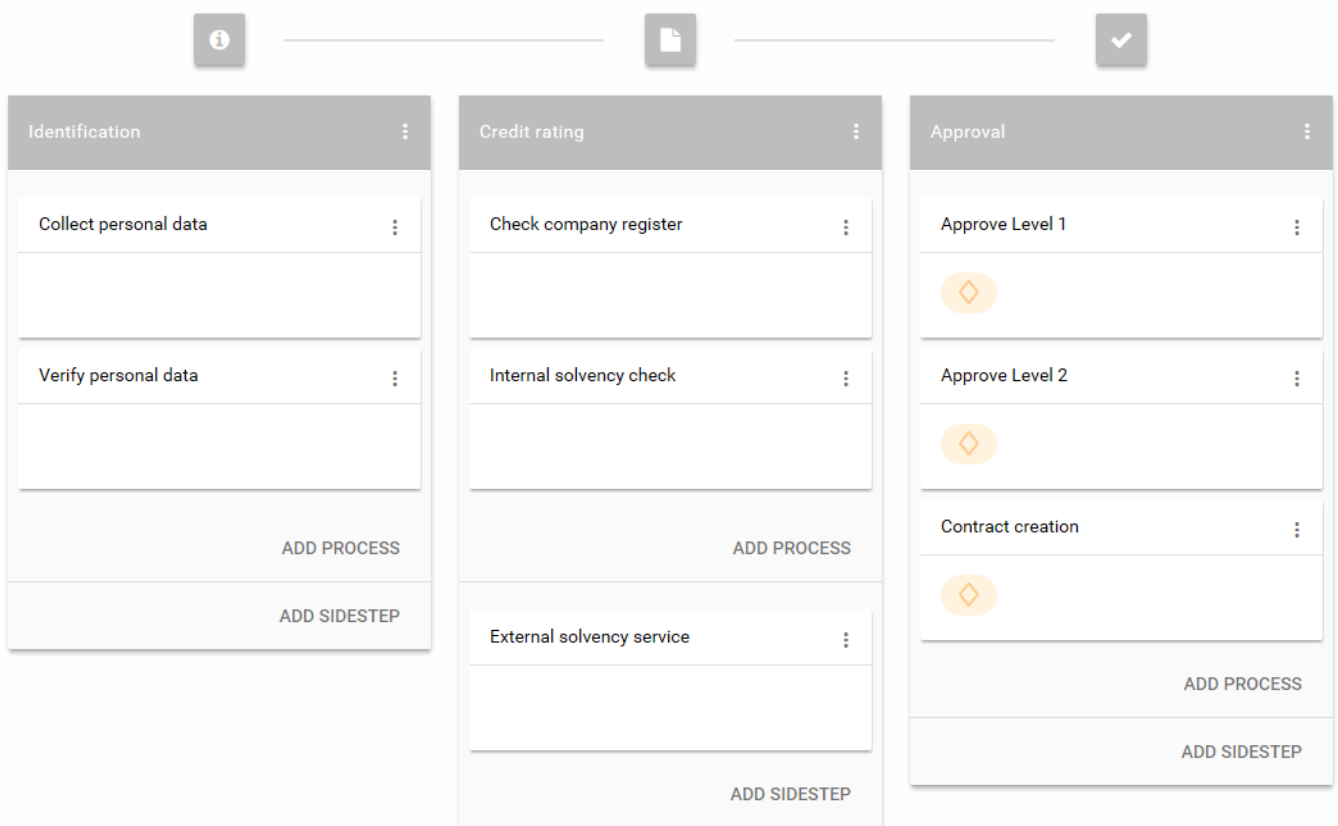 Identification
Collect personal data
Verify personal data
ADD PROCESS
ADD SIDESTEP
Credit rating
Check company register
Internal solvency check
ADD PROCESS
External solvency service
ADD SIDESTEP
Approval
Approve Level 1
Approve Level 2
Contract creation
ADD PROCESS
ADD SIDESTEP